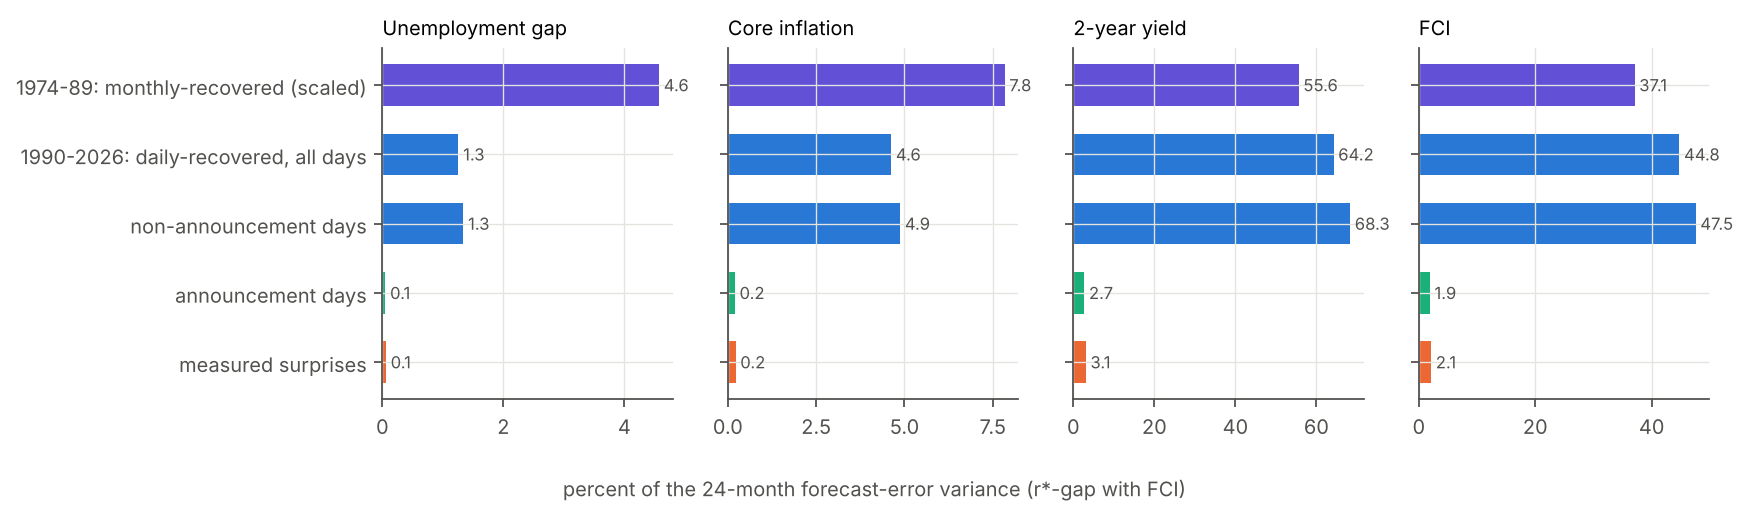 Unemployment gap
Core inflation
2-year yield
FCI
1974-89: monthly-recovered (scaled)
4.6
7.8
55.6
37.1
1990-2026: daily-recovered, all days
1.3
4.6
64.2
44.8
non-announcement days
1.3
4.9
68.3
47.5
announcement days
0.1
0.2
2.7
1.9
measured surprises
0.1
0.2
3.1
2.1
0 2 4
0.0 2.5 5.0 7.5
0 20 40 60
0 20 40
percent of the 24-month forecast-error variance (r*-gap with FCI)